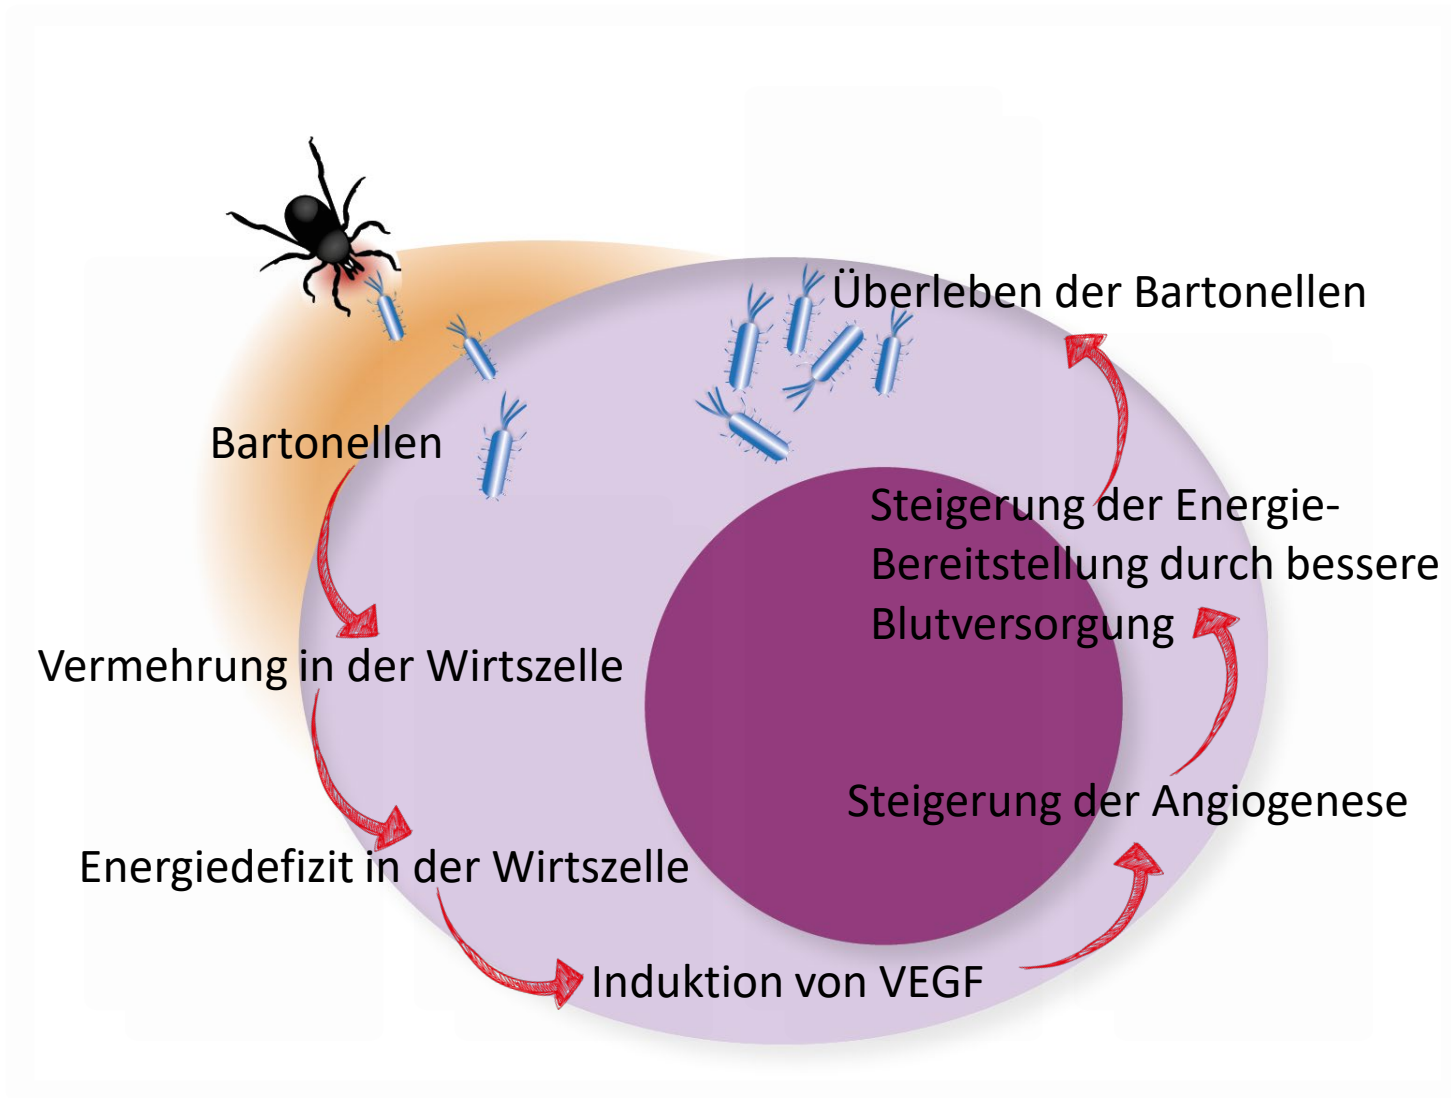 Bartonellen
Vermehrung in der Wirtszelle
Energiedefizit in der Wirtszelle
Induktion von VEGF
Steigerung der Angiogenese
Steigerung der Energie-
Bereitstellung durch bessere
Blutversorgung
Überleben der Bartonellen